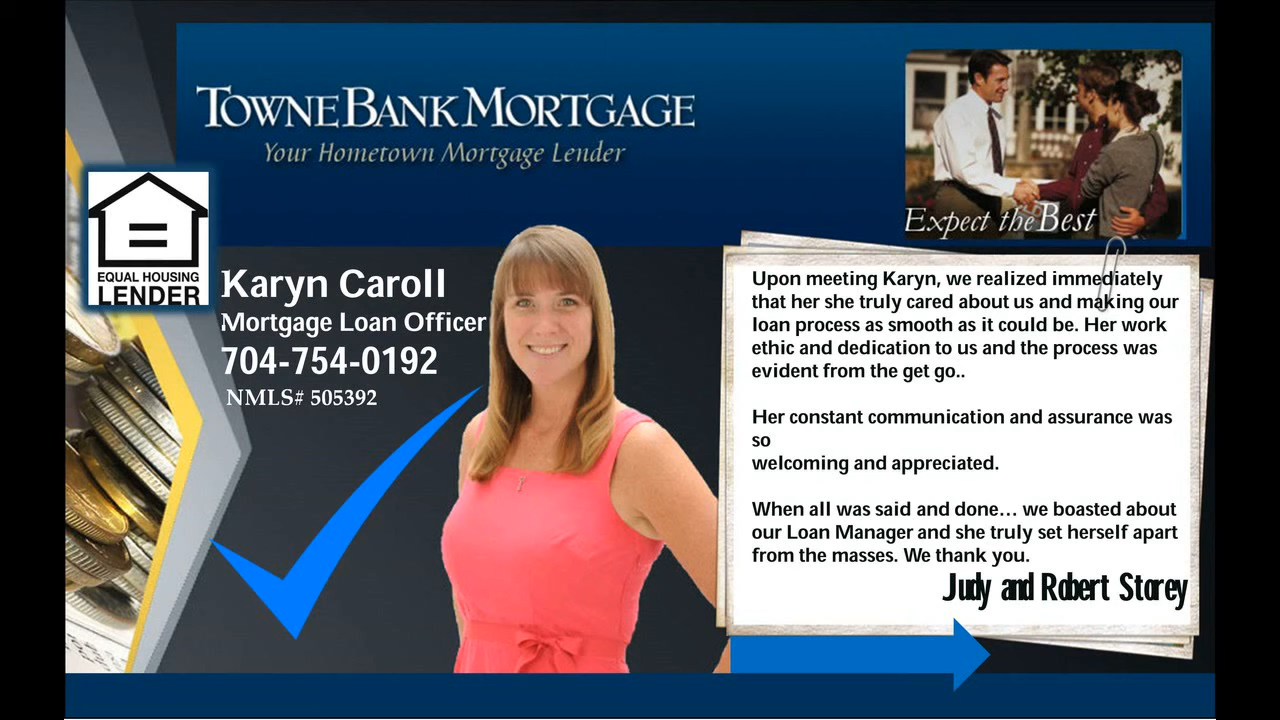 TOWNEBANK MORTGAGE
Your Hometown Mortgage Lender
Expect the Best
EQUAL HOUSING
LENDER
Karyn Caroll
Mortgage Loan Officer
704-754-0192
NMLS# 505392
Upon meeting Karyn, we realized immediately
that her she truly cared about us and making our
loan process as smooth as it could be. Her work
ethic and dedication to us and the process was
evident from the get go..
Her constant communication and assurance was
so
welcoming and appreciated.
When all was said and done... we boasted about
our Loan Manager and she truly set herself apart
from the masses. We thank you.
Judy and Robert Storey